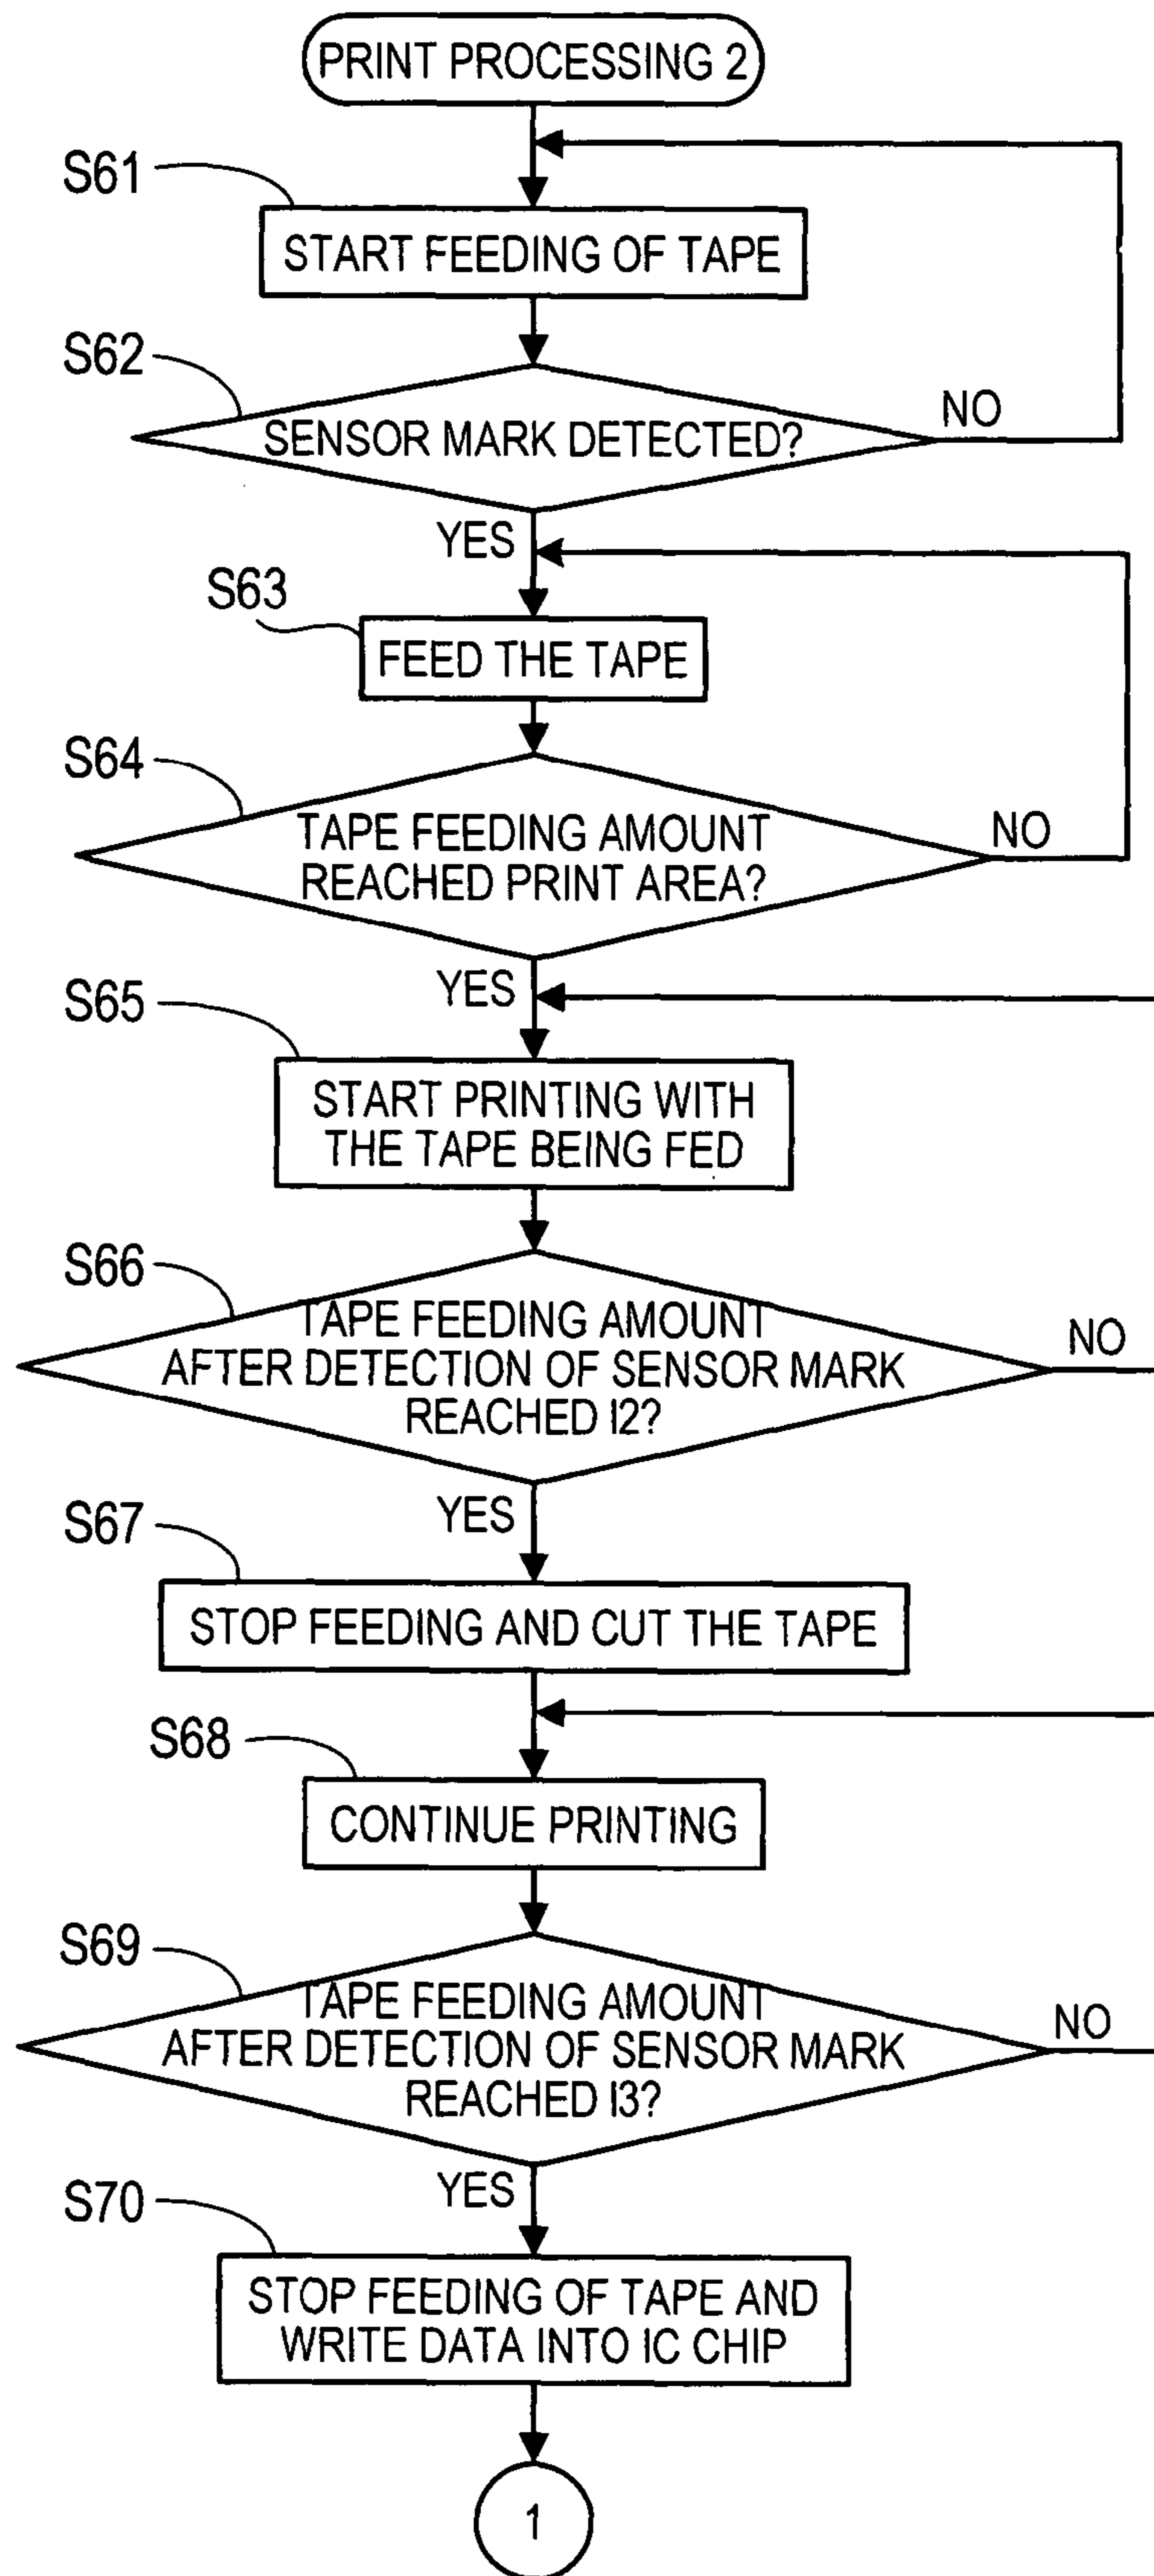 PRINT PROCESSING 2
S61
START FEEDING OF TAPE
S62
SENSOR MARK DETECTED?
NO
YES
S63
FEED THE TAPE
S64
TAPE FEEDING AMOUNT
REACHED PRINT AREA?
NO
YES
S65
START PRINTING WITH
THE TAPE BEING FED
S66
TAPE FEEDING AMOUNT
AFTER DETECTION OF SENSOR MARK
REACHED l2?
NO
YES
S67
STOP FEEDING AND CUT THE TAPE
S68
CONTINUE PRINTING
S69
TAPE FEEDING AMOUNT
AFTER DETECTION OF SENSOR MARK
REACHED l3?
NO
YES
S70
STOP FEEDING OF TAPE AND
WRITE DATA INTO IC CHIP
1